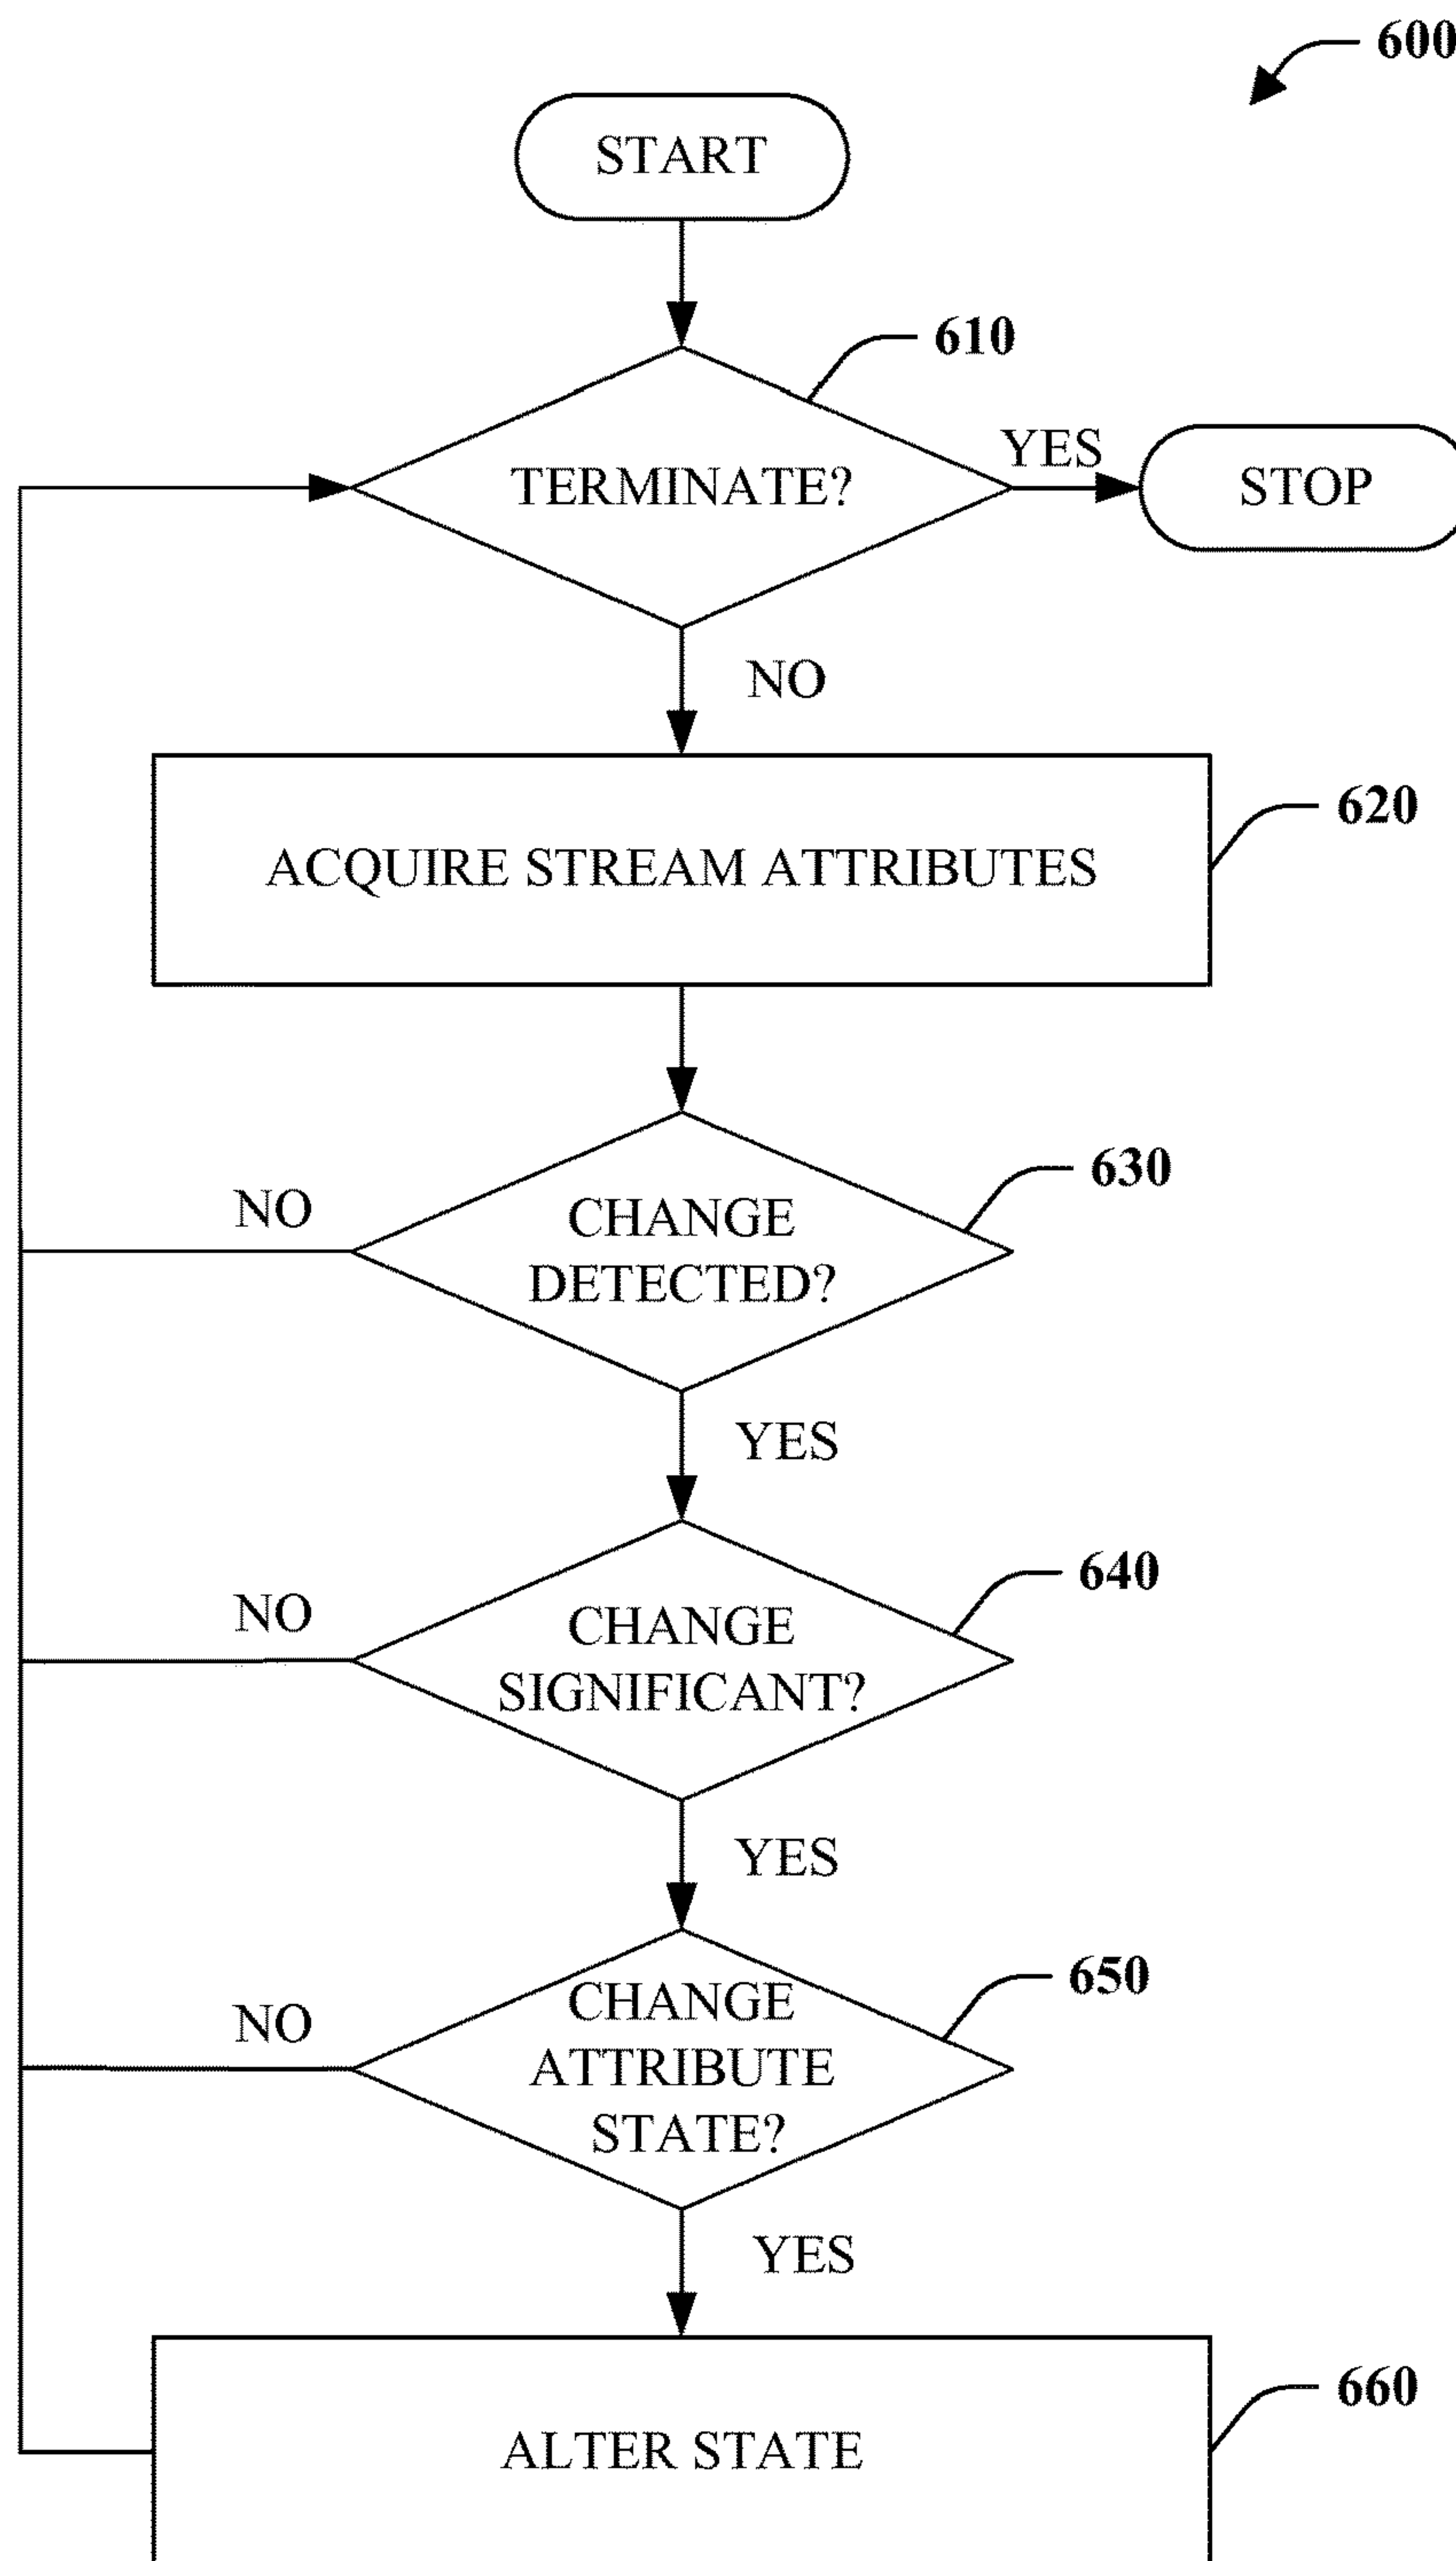 600
START
610
TERMINATE?
YES
STOP
NO
620
ACQUIRE STREAM ATTRIBUTES
630
NO
CHANGE
DETECTED?
YES
640
NO
CHANGE
SIGNIFICANT?
YES
650
NO
CHANGE
ATTRIBUTE
STATE?
YES
660
ALTER STATE